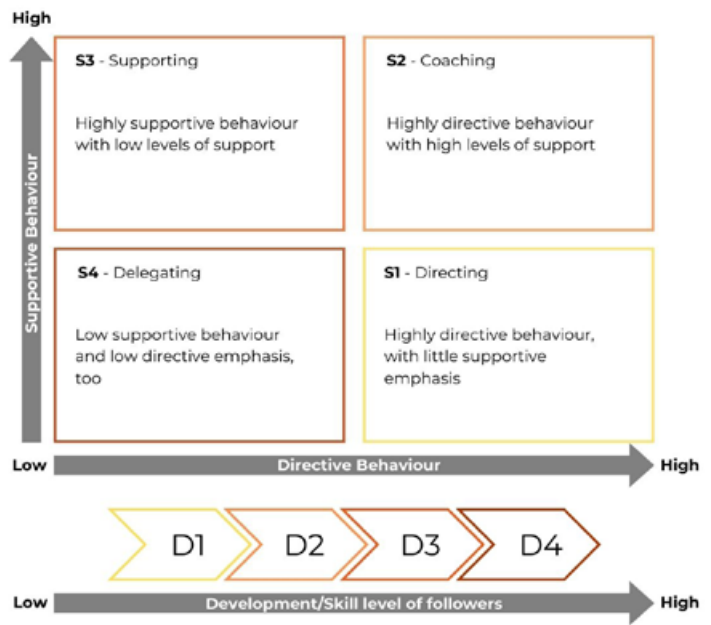 High
S3 - Supporting
Highly supportive behaviour
with low levels of support
S2 - Coaching
Highly directive behaviour
with high levels of support
Supportive Behaviour
S4 - Delegating
Low supportive behaviour
and low directive emphasis,
too
S1 - Directing
Highly directive behaviour,
with little supportive
emphasis
Low
Directive Behaviour
High
D1
D2
D3
D4
Low
Development/Skill level of followers
High